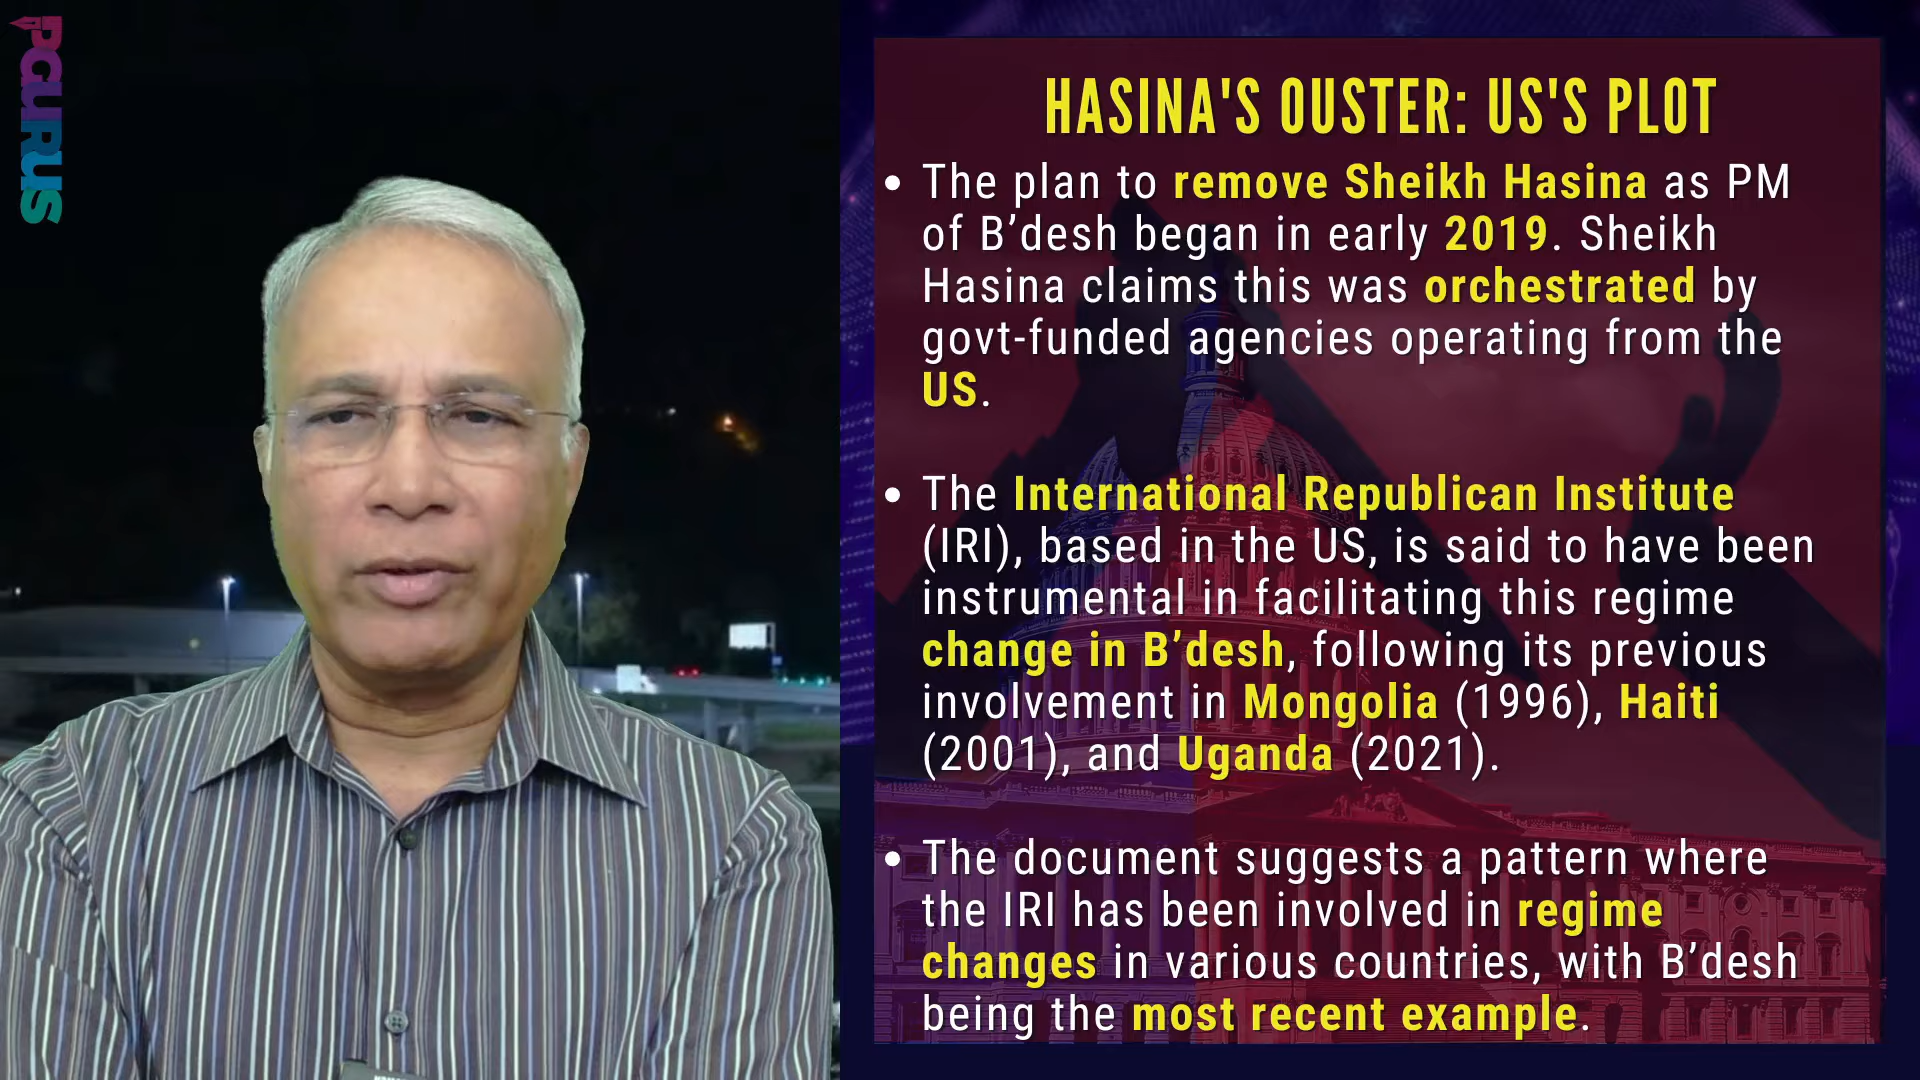 PGURUS
HASINA'S OUSTER: US'S PLOT
• The plan to remove Sheikh Hasina as PM
of B’desh began in early 2019. Sheikh
Hasina claims this was orchestrated by
govt-funded agencies operating from the
US.
• The International Republican Institute
(IRI), based in the US, is said to have been
instrumental in facilitating this regime
change in B’desh, following its previous
involvement in Mongolia (1996), Haiti
(2001), and Uganda (2021).
• The document suggests a pattern where
the IRI has been involved in regime
changes in various countries, with B’desh
being the most recent example.